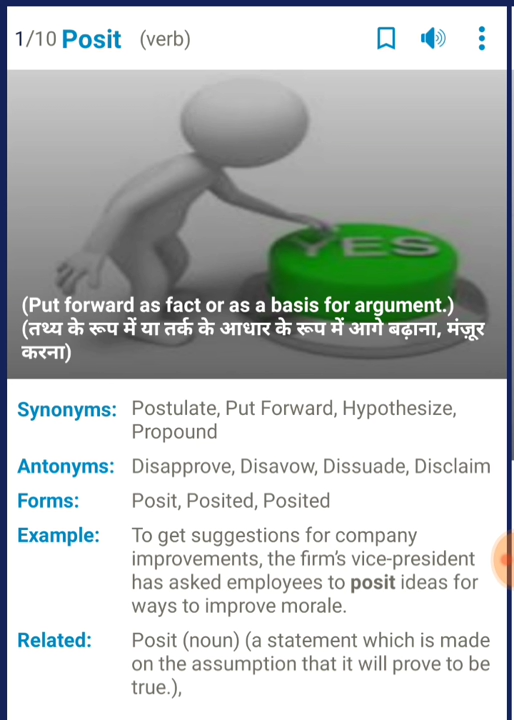 1/10 Posit (verb)
YES
(Put forward as fact or as a basis for argument.)
(तथ्य के रूप में या तर्क के आधार के रूप में आगे बढ़ाना, मंज़ूर
करना)
Synonyms: Postulate, Put Forward, Hypothesize,
Propound
Antonyms: Disapprove, Disavow, Dissuade, Disclaim
Forms: Posit, Posited, Posited
Example: To get suggestions for company
improvements, the firm's vice-president
has asked employees to posit ideas for
ways to improve morale.
Related: Posit (noun) (a statement which is made
on the assumption that it will prove to be
true.),